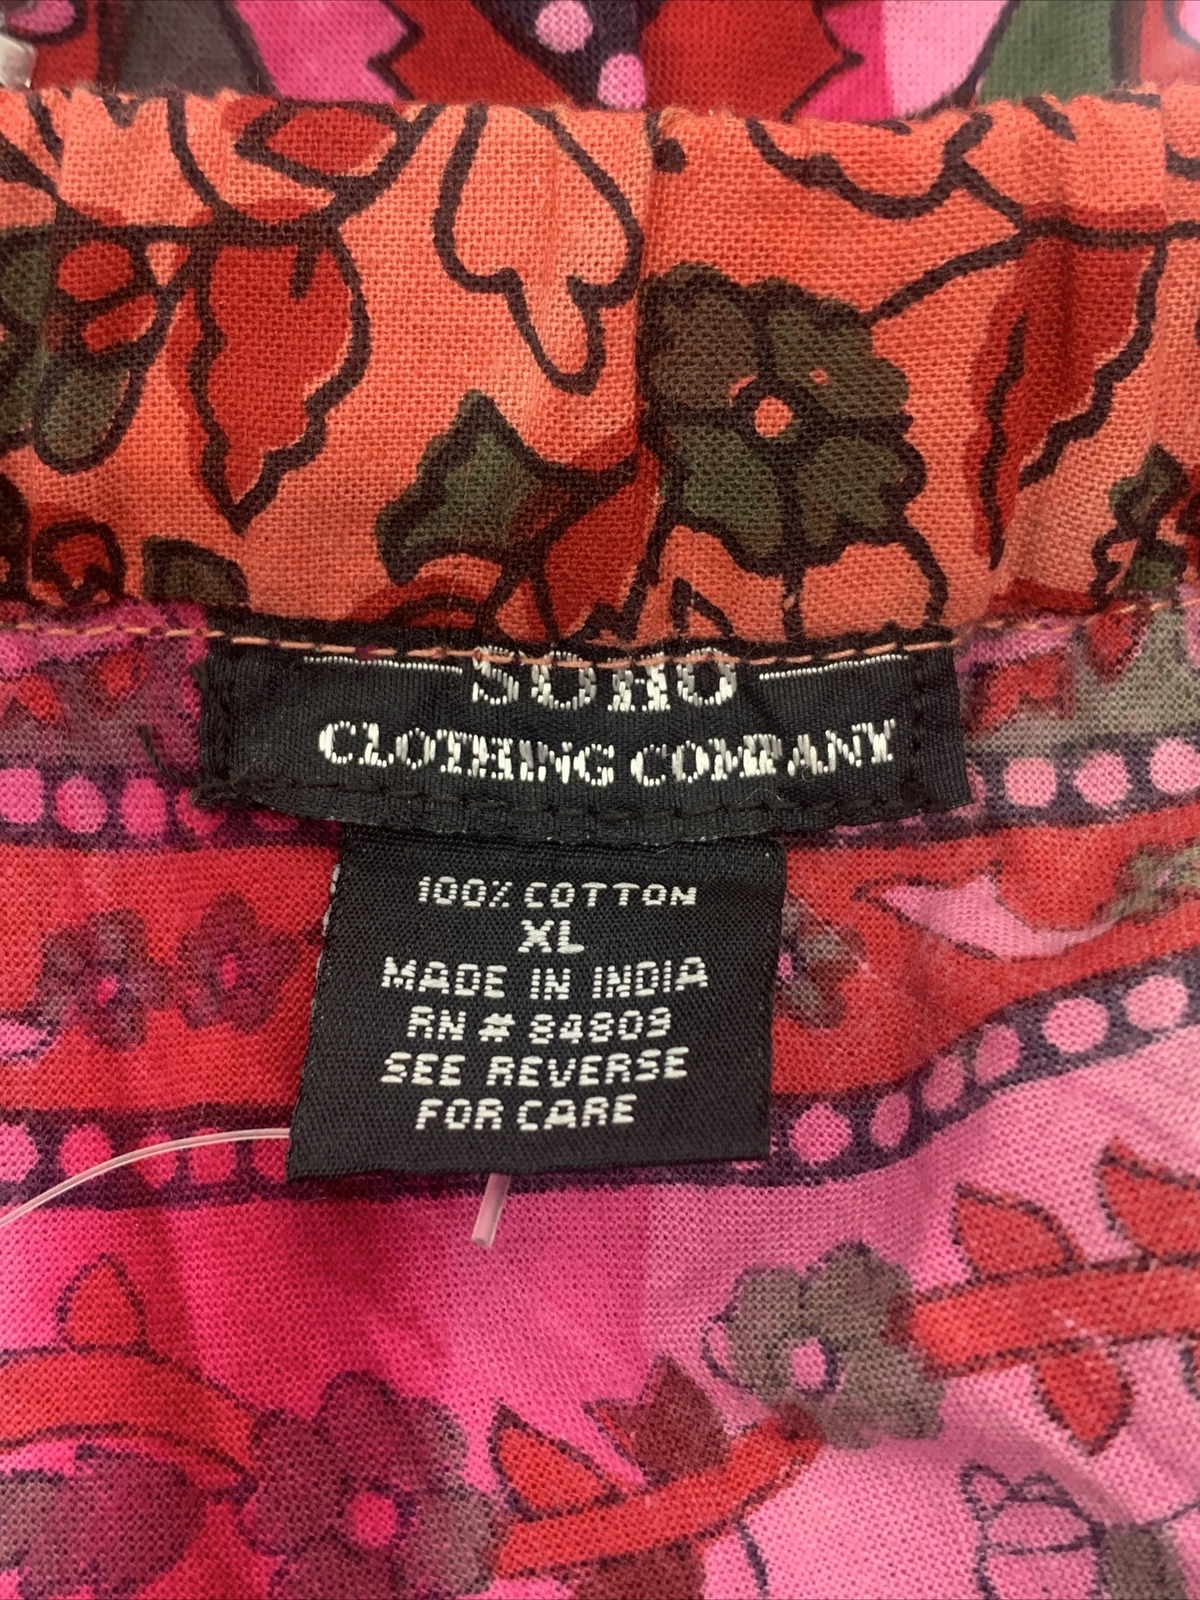 SOHO
CLOTHING COMPANY
100% COTTON
XL
MADE IN INDIA
RN # 84809
SEE REVERSE
FOR CARE